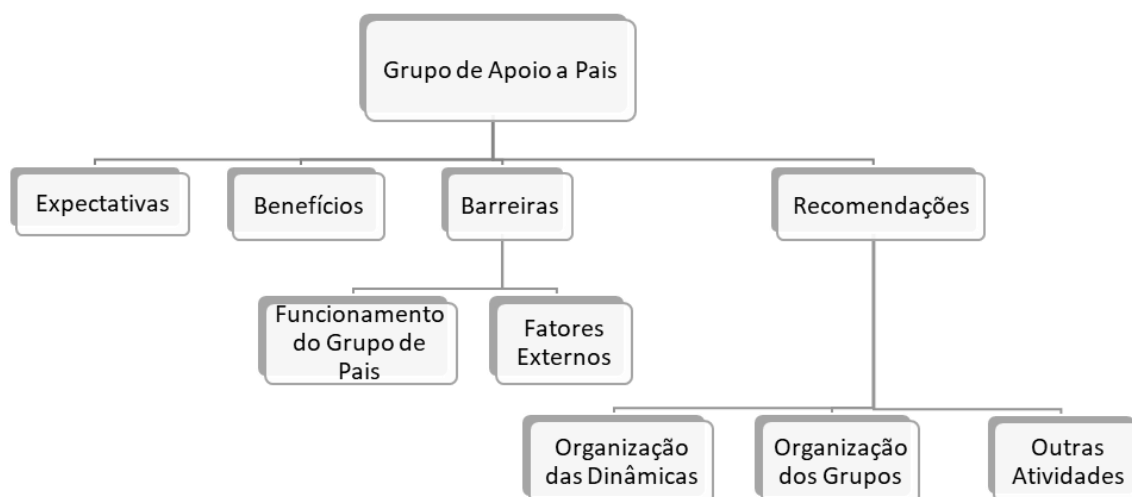 Grupo de Apoio a Pais
Expectativas
Benefícios
Barreiras
Recomendações
Funcionamento
do Grupo de
Pais
Fatores
Externos
Organização
das Dinâmicas
Organização
dos Grupos
Outras
Atividades